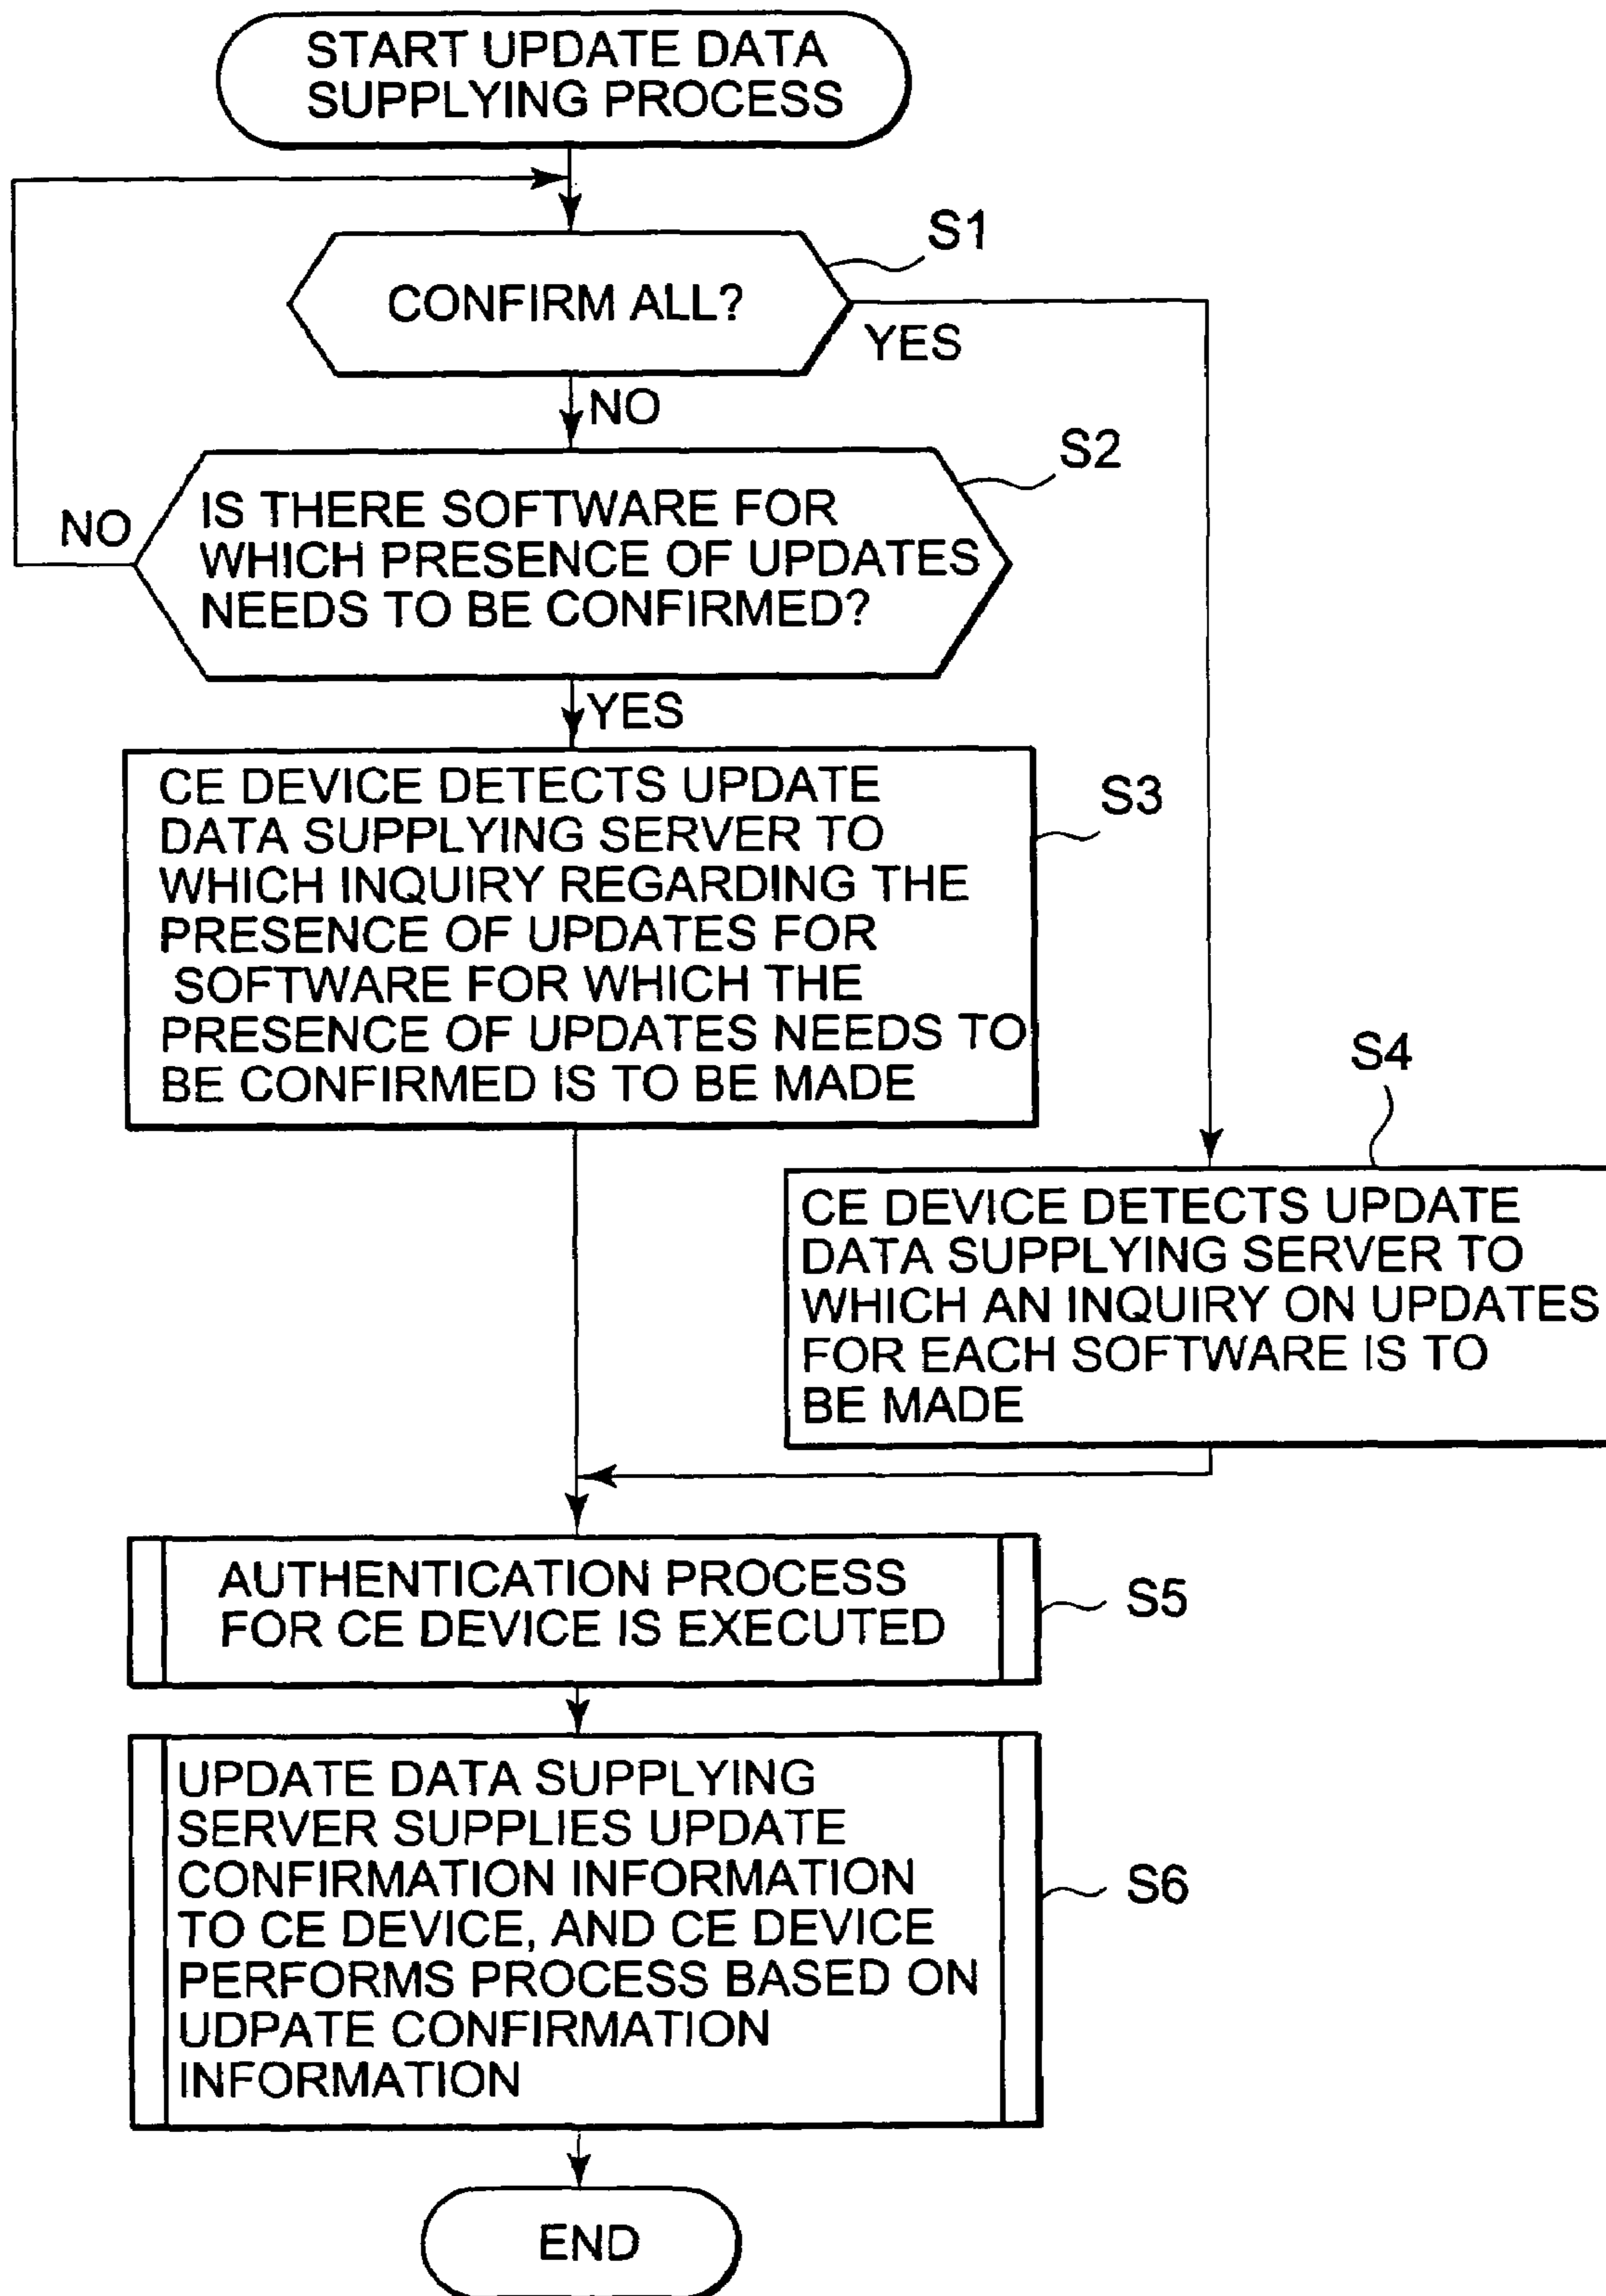 START UPDATE DATA
SUPPLYING PROCESS
S1
CONFIRM ALL?
YES
NO
S2
NO
IS THERE SOFTWARE FOR
WHICH PRESENCE OF UPDATES
NEEDS TO BE CONFIRMED?
YES
CE DEVICE DETECTS UPDATE
DATA SUPPLYING SERVER TO
WHICH INQUIRY REGARDING THE
PRESENCE OF UPDATES FOR
SOFTWARE FOR WHICH THE
PRESENCE OF UPDATES NEEDS TO
BE CONFIRMED IS TO BE MADE
S3
S4
CE DEVICE DETECTS UPDATE
DATA SUPPLYING SERVER TO
WHICH AN INQUIRY ON UPDATES
FOR EACH SOFTWARE IS TO
BE MADE
AUTHENTICATION PROCESS
FOR CE DEVICE IS EXECUTED
S5
UPDATE DATA SUPPLYING
SERVER SUPPLIES UPDATE
CONFIRMATION INFORMATION
TO CE DEVICE, AND CE DEVICE
PERFORMS PROCESS BASED ON
UDPATE CONFIRMATION
INFORMATION
S6
END